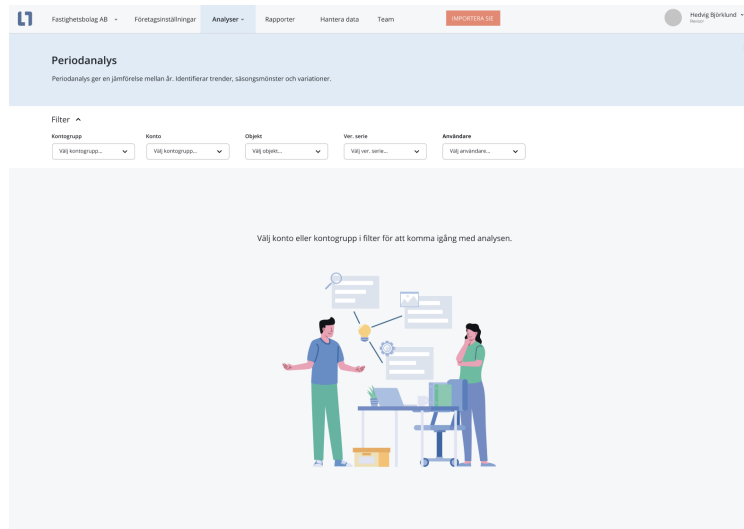 Fastighetsbolag AB Företagsinställningar Analyser Rapporter Hantera data Team IMPORTERA SIE Hedvig Björklund
Revisor
Periodanalys
Periodanalys ger en jämförelse mellan år. Identifierar trender, säsongsmönster och variationer.
Filter
Kontogrupp Konto Objekt Ver. serie Användare
Välj kontogrupp... Välj kontogrupp... Välj objekt... Välj ver. serie... Välj användare...
Välj konto eller kontogrupp i filter för att komma igång med analysen.